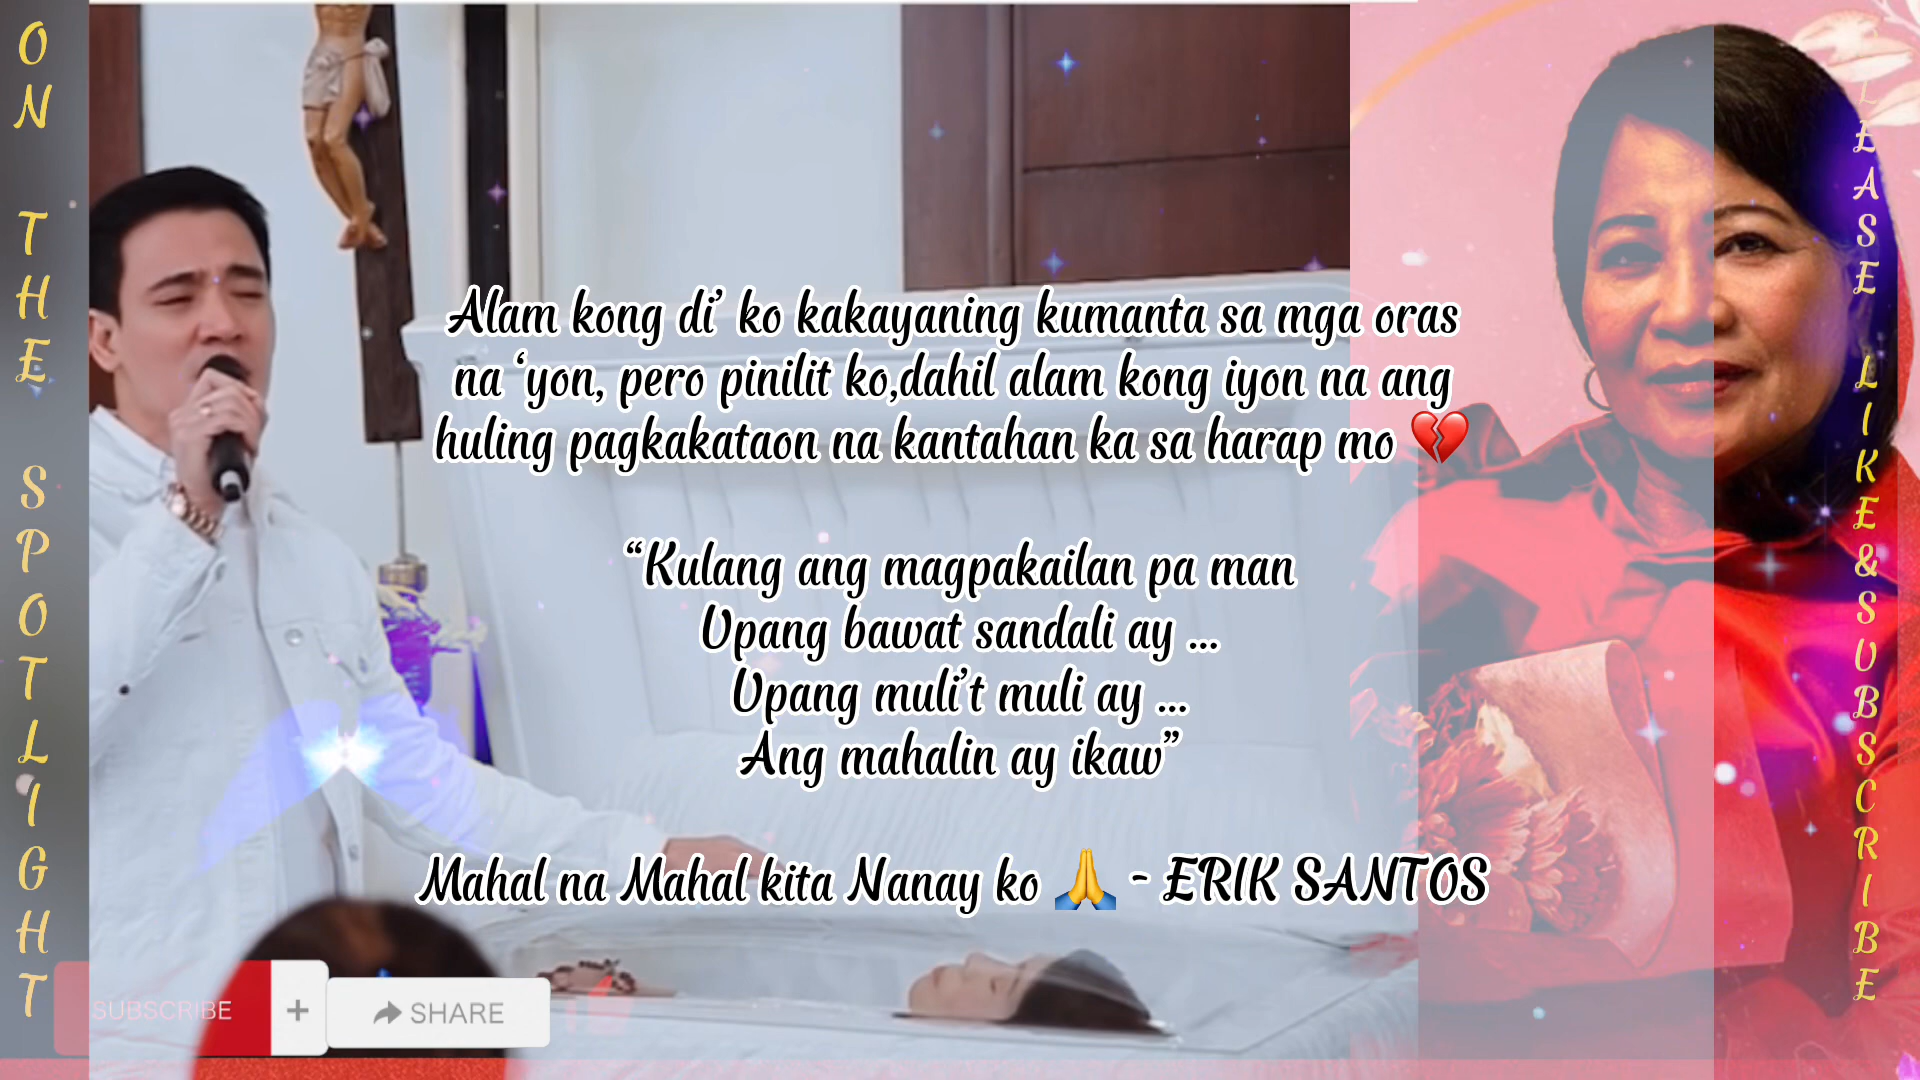 ON THE SPOTLIGHT
Alam kong di’ ko kakayaning kumanta sa mga oras
na ‘yon, pero pinilit ko,dahil alam kong iyon na ang
huling pagkakataon na kantahan ka sa harap mo 💔
“Kulang ang magpakailan pa man
Upang bawat sandali ay ...
Upang muli’t muli ay ...
Ang mahalin ay ikaw”
Mahal na Mahal kita Nanay ko 🙏 - ERIK SANTOS
SUBSCRIBE +
SHARE
PLEASE LIKE&SUBSCRIBE